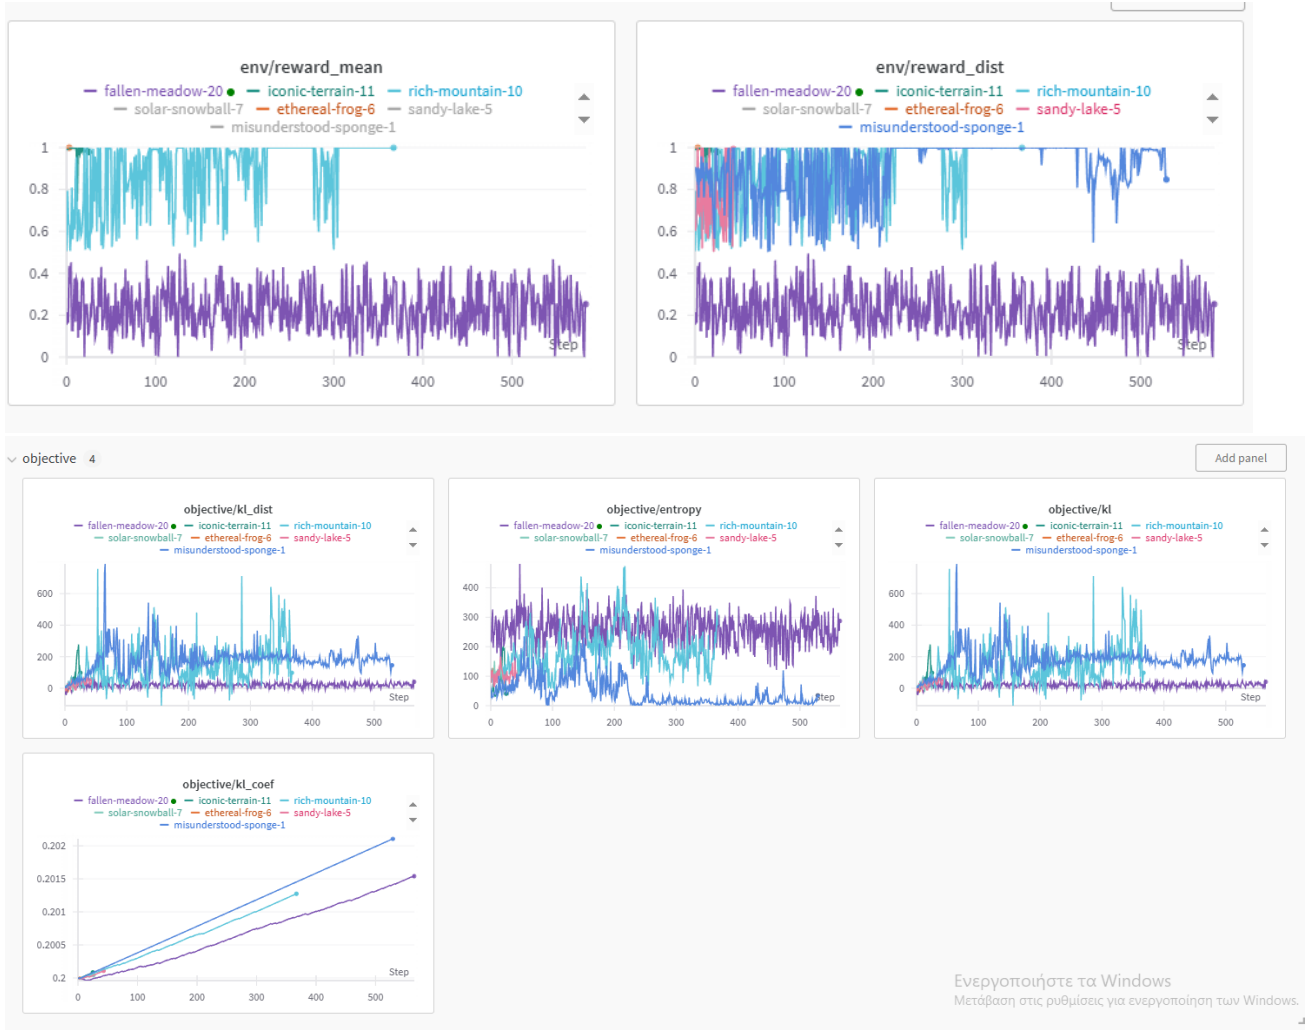 env/reward_mean
fallen-meadow-20 iconic-terrain-11 rich-mountain-10
solar-snowball-7 ethereal-frog-6 sandy-lake-5
misunderstood-sponge-1
1
0.8
0.6
0.4
0.2
0
Step
0 100 200 300 400 500
env/reward_dist
fallen-meadow-20 iconic-terrain-11 rich-mountain-10
solar-snowball-7 ethereal-frog-6 sandy-lake-5
misunderstood-sponge-1
1
0.8
0.6
0.4
0.2
0
Step
0 100 200 300 400 500
objective 4
Add panel
objective/kl_dist
fallen-meadow-20 iconic-terrain-11 rich-mountain-10
solar-snowball-7 ethereal-frog-6 sandy-lake-5
misunderstood-sponge-1
600
400
200
0
Step
0 100 200 300 400 500
objective/entropy
fallen-meadow-20 iconic-terrain-11 rich-mountain-10
solar-snowball-7 ethereal-frog-6 sandy-lake-5
misunderstood-sponge-1
400
300
200
100
0
Step
0 100 200 300 400 500
objective/kl
fallen-meadow-20 iconic-terrain-11 rich-mountain-10
solar-snowball-7 ethereal-frog-6 sandy-lake-5
misunderstood-sponge-1
600
400
200
0
Step
0 100 200 300 400 500
objective/kl_coef
fallen-meadow-20 iconic-terrain-11 rich-mountain-10
solar-snowball-7 ethereal-frog-6 sandy-lake-5
misunderstood-sponge-1
0.202
0.2015
0.201
0.2005
0.2
Step
0 100 200 300 400 500
Ενεργοποιήστε τα Windows
Μετάβαση στις ρυθμίσεις για ενεργοποίηση των Windows.